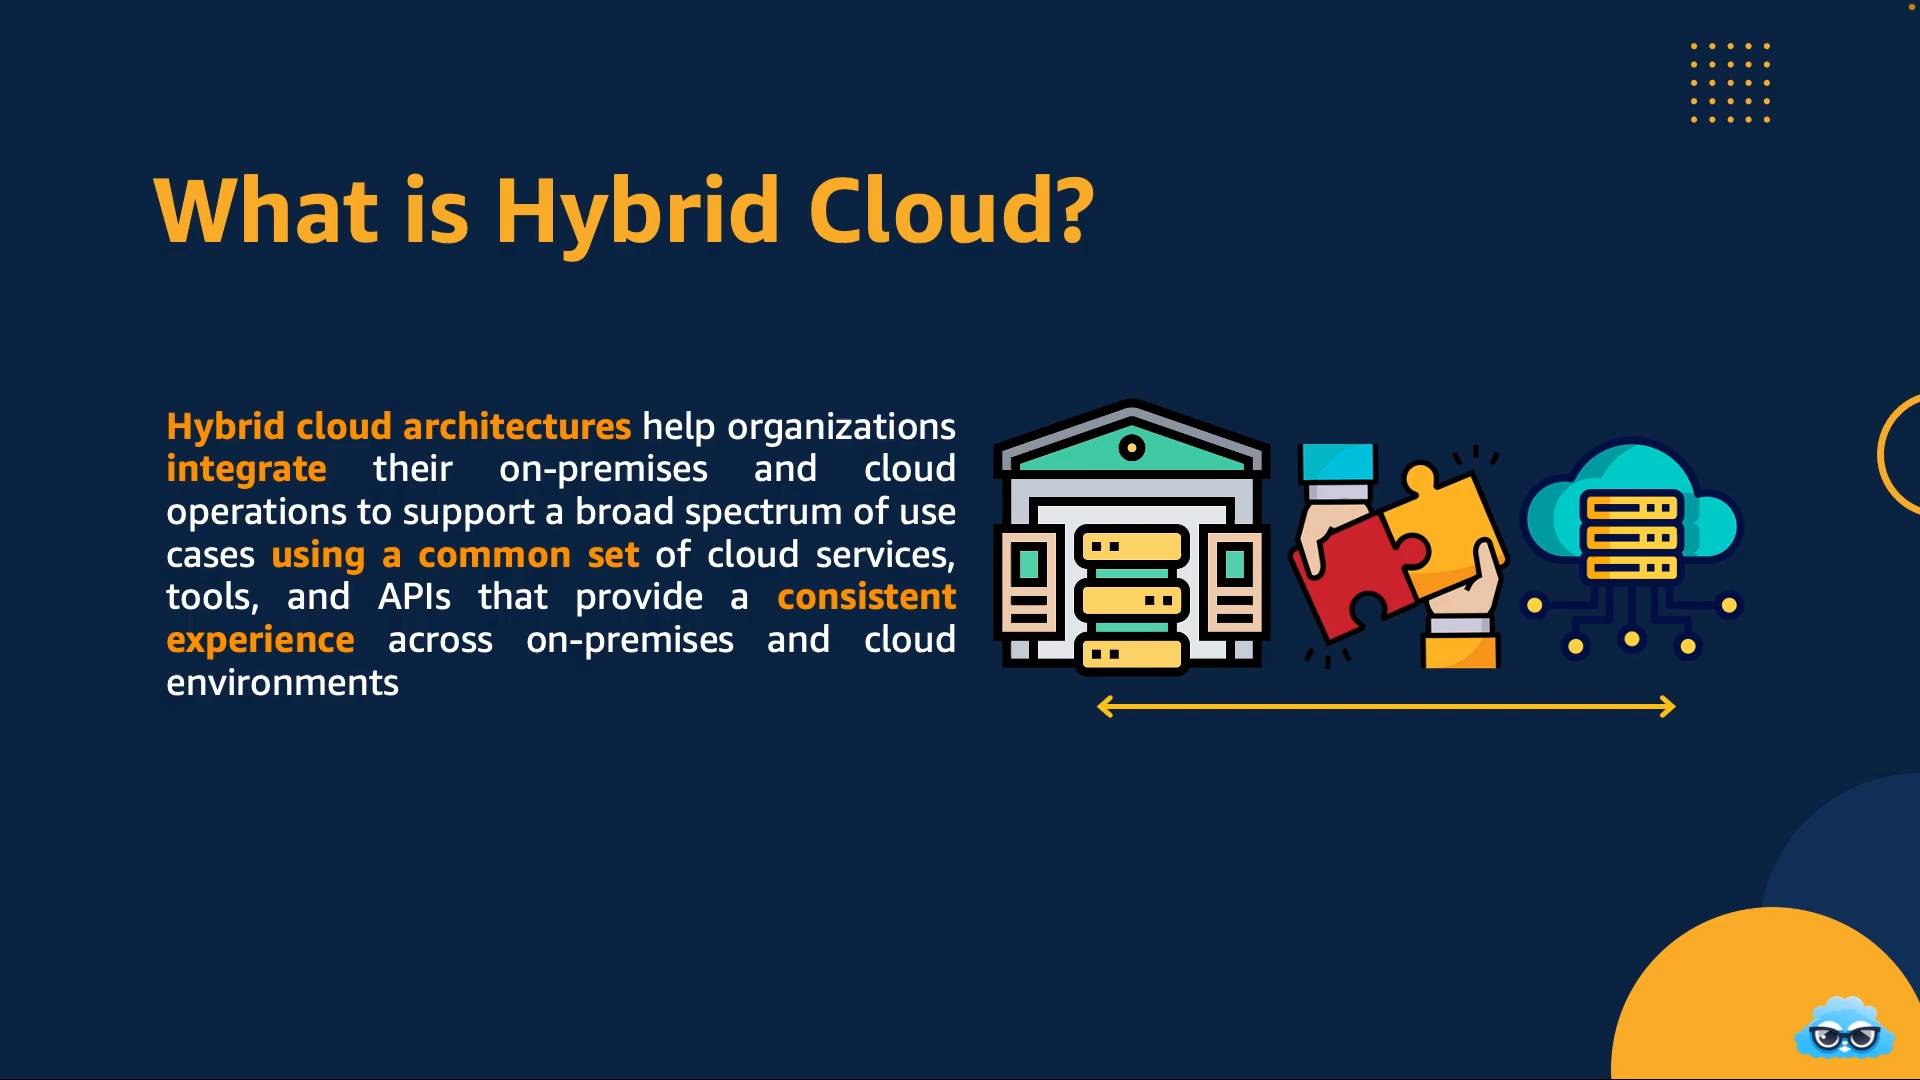 What is Hybrid Cloud?
Hybrid cloud architectures help organizations
integrate their on-premises and cloud
operations to support a broad spectrum of use
cases using a common set of cloud services,
tools, and APIs that provide a consistent
experience across on-premises and cloud
environments